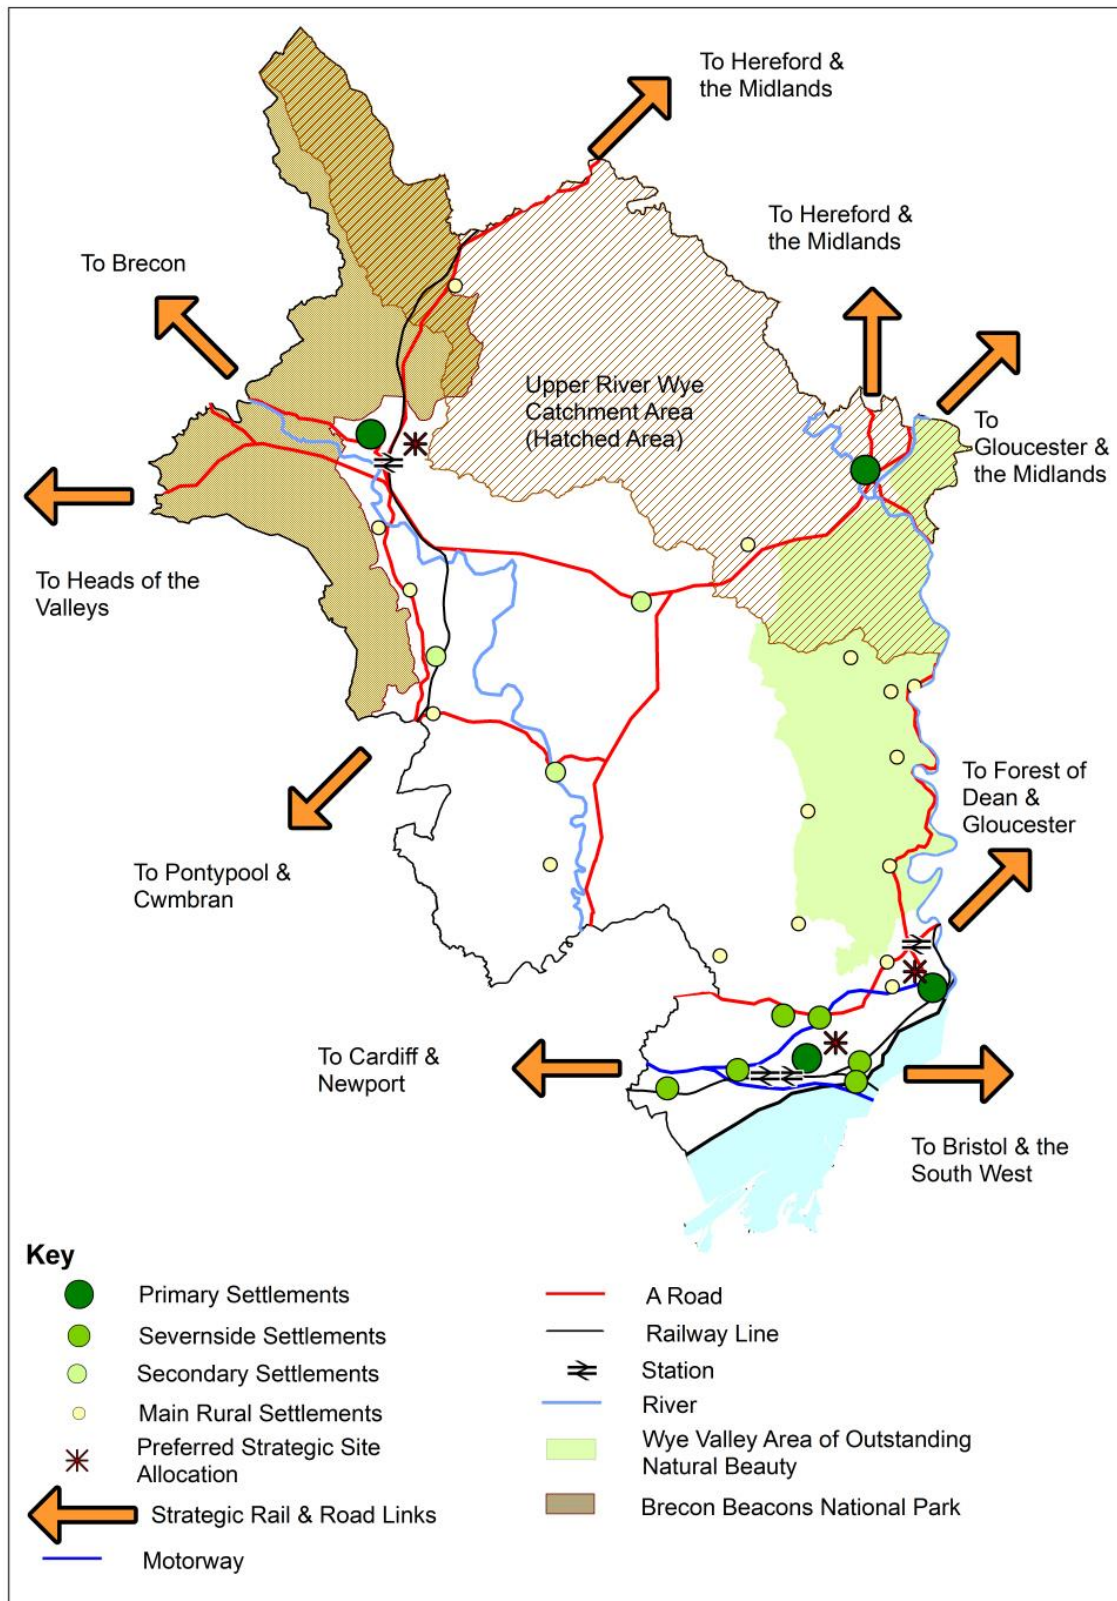 To Hereford &
the Midlands
To Hereford &
the Midlands
To Brecon
Upper River Wye
Catchment Area
(Hatched Area)
To
Gloucester &
the Midlands
To Heads of the
Valleys
To Forest of
Dean &
Gloucester
To Pontypool &
Cwmbran
To Cardiff &
Newport
To Bristol & the
South West
Key
Primary Settlements
Severnside Settlements
Secondary Settlements
Main Rural Settlements
Preferred Strategic Site
Allocation
Strategic Rail & Road Links
Motorway
A Road
Railway Line
Station
River
Wye Valley Area of Outstanding
Natural Beauty
Brecon Beacons National Park